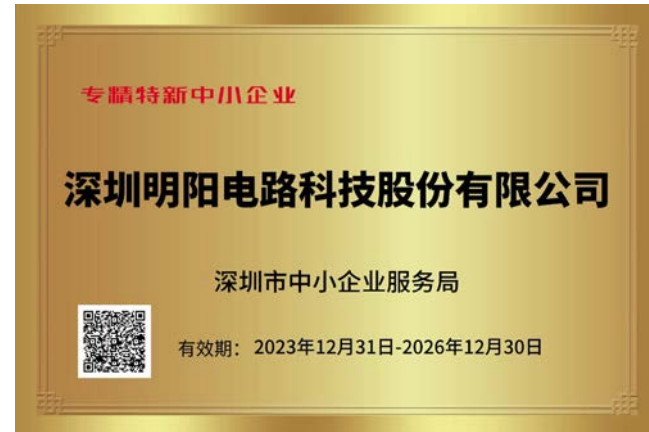 专精特新中小企业
深圳明阳电路科技股份有限公司
深圳市中小企业服务局
有效期：2023年12月31日-2026年12月30日